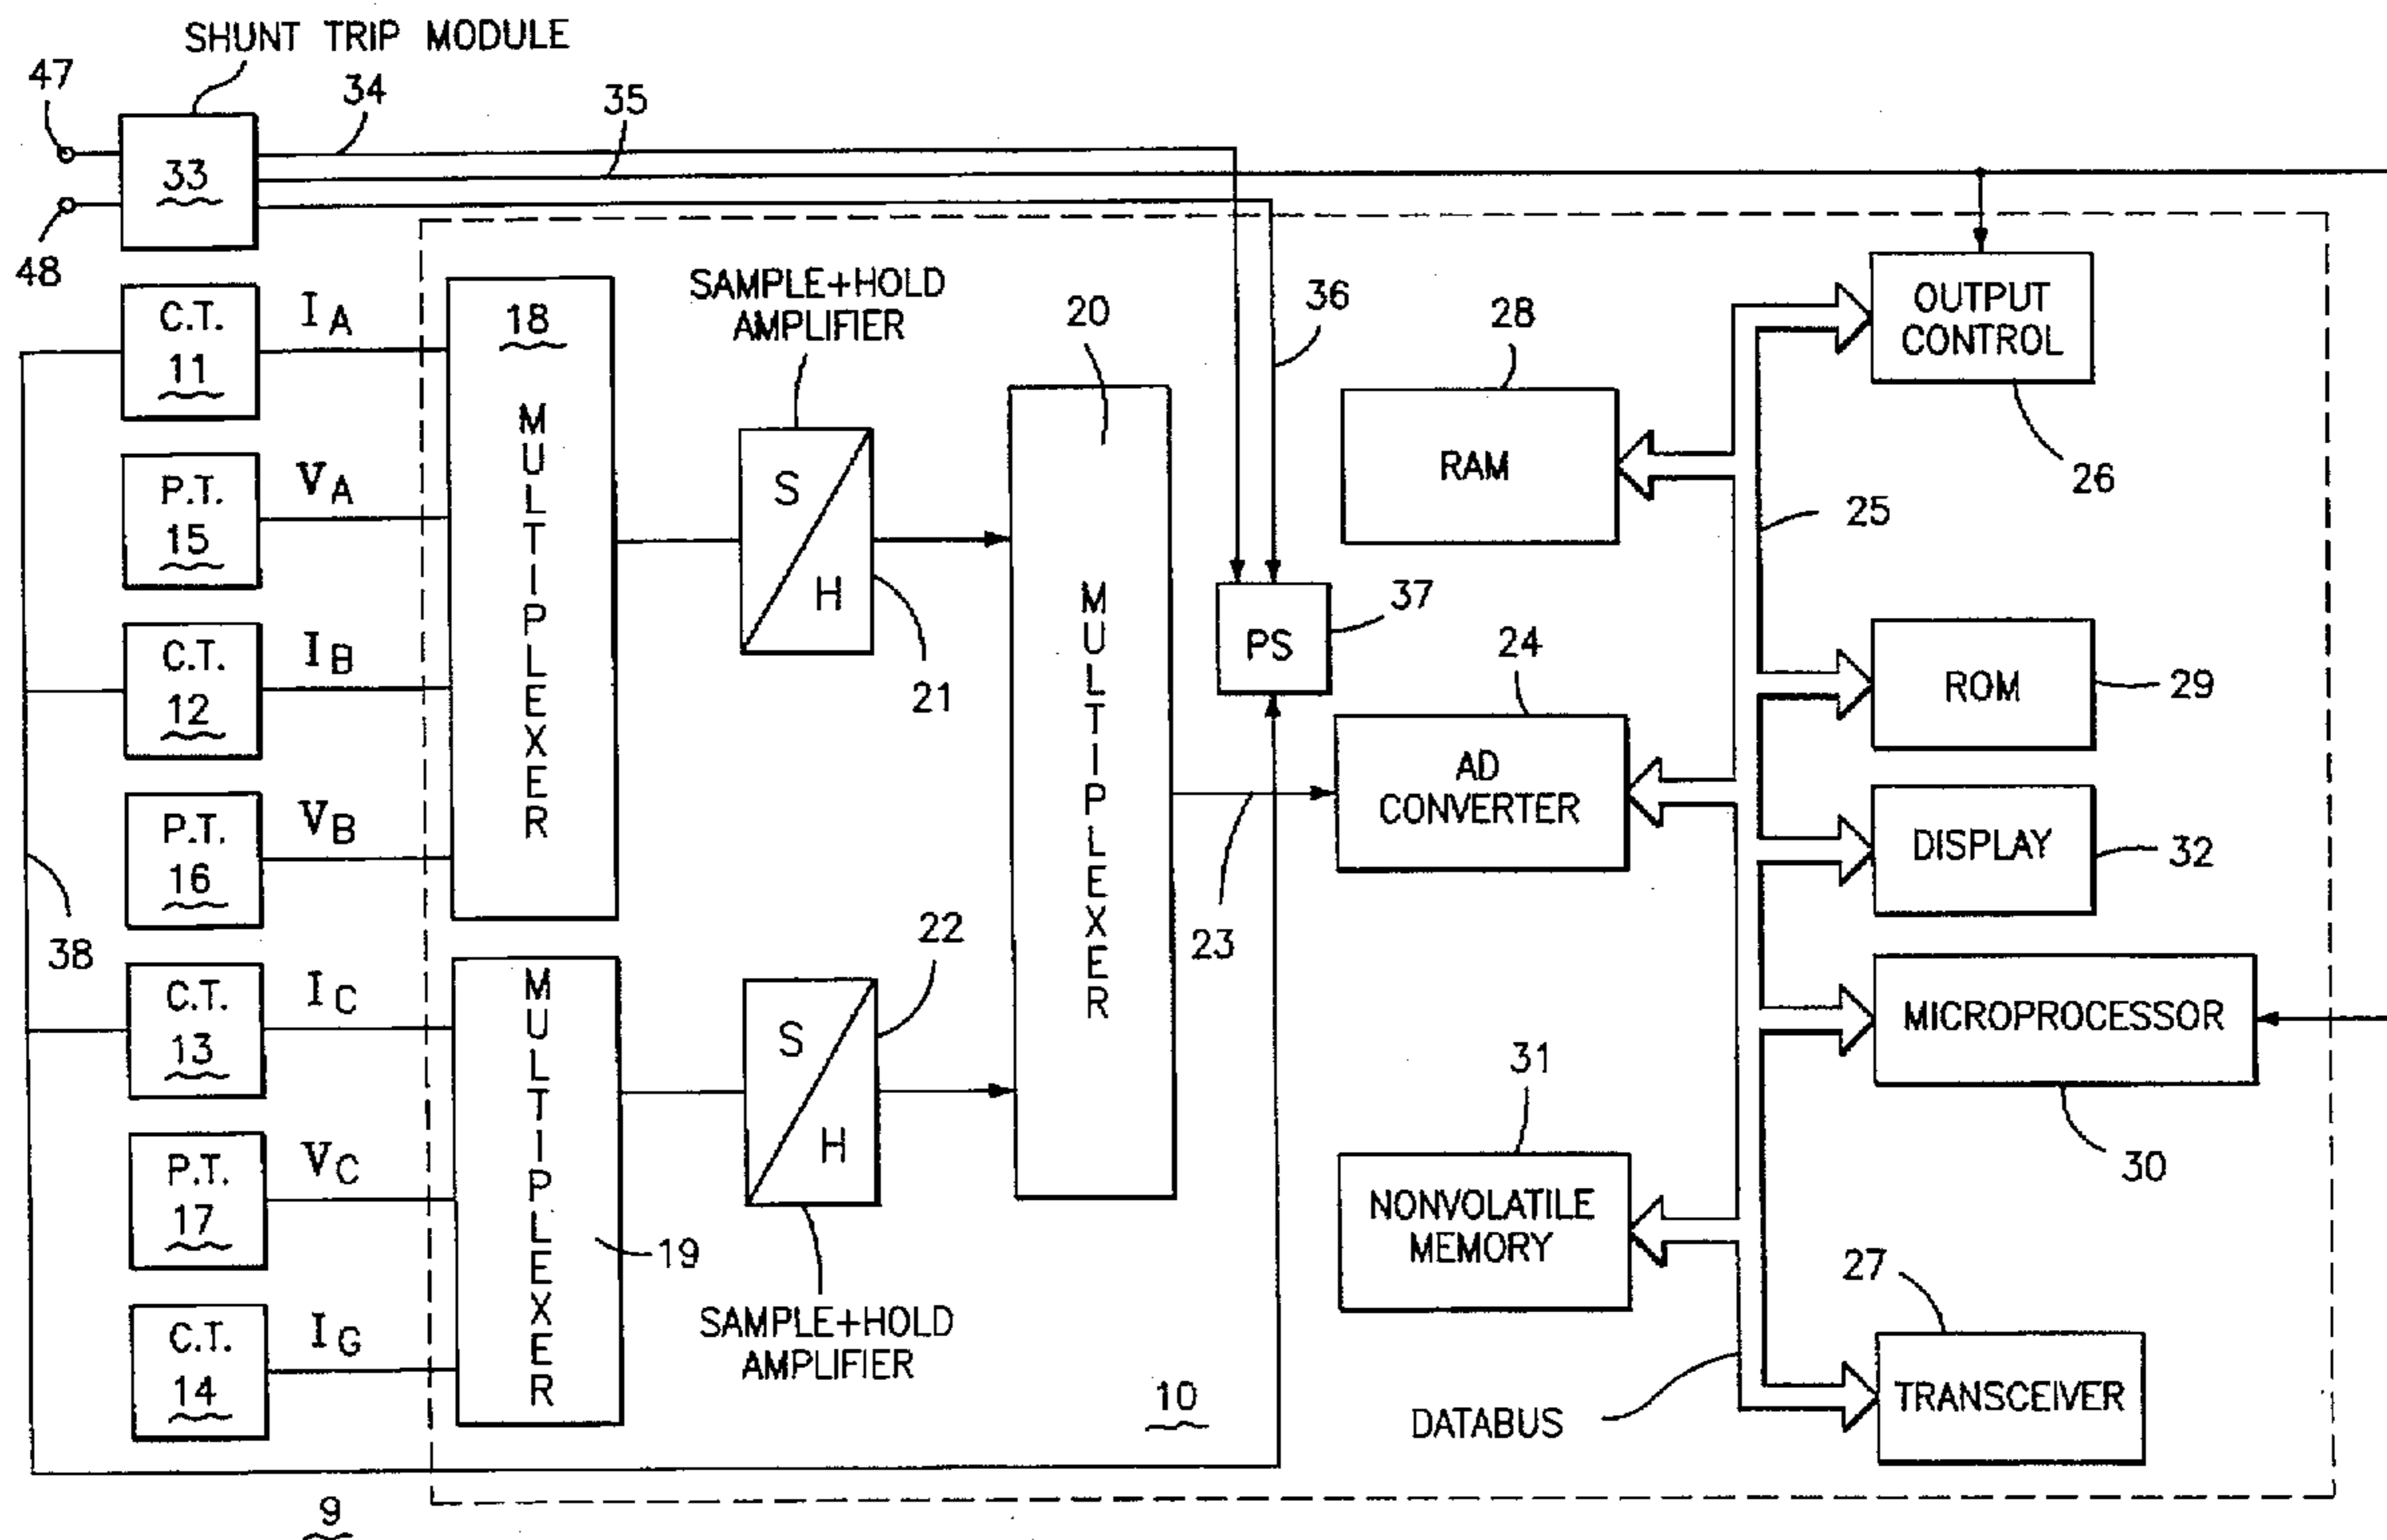 SHUNT TRIP MODULE
47
34
35
33
48
C.T.
11
I A
18
MULTIPLEXER
SAMPLE+HOLD
AMPLIFIER
20
36
28
OUTPUT
CONTROL
P.T.
15
V A
S
H
RAM
26
25
C.T.
12
I B
21
MULTIPLEXER
PS
37
24
ROM
29
P.T.
16
V B
AD
CONVERTER
DISPLAY
32
38
22
23
C.T.
13
I C
MULTIPLEXER
S
H
31
MICROPROCESSOR
30
P.T.
17
V C
19
NONVOLATILE
MEMORY
27
C.T.
14
I G
SAMPLE+HOLD
AMPLIFIER
10
DATABUS
TRANSCEIVER
9